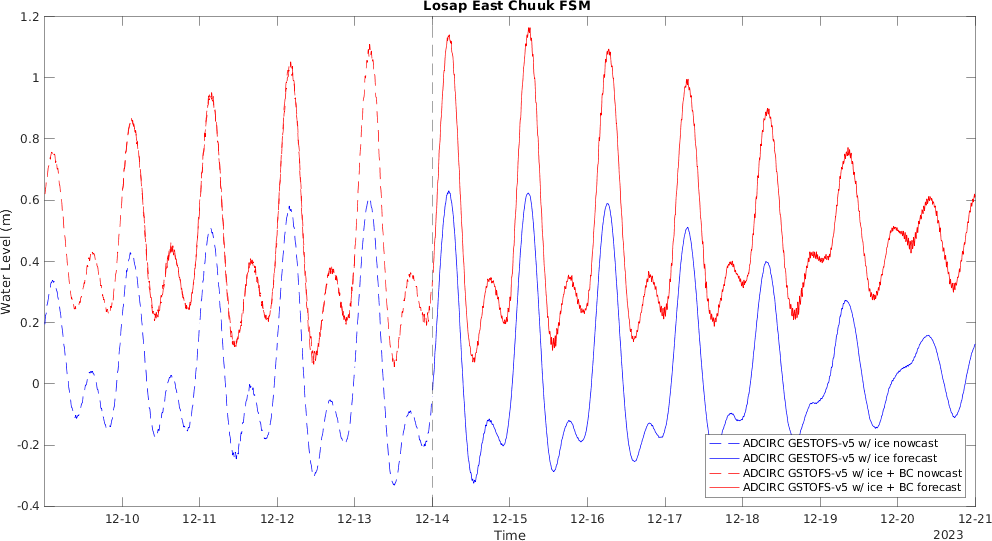 Losap East Chuuk FSM
1.2
1
0.8
0.6
0.4
0.2
0
-0.2
-0.4
Water Level (m)
ADCIRC GESTOFS-v5 w/ ice nowcast
ADCIRC GESTOFS-v5 w/ ice forecast
ADCIRC GSTOFS-v5 w/ ice + BC nowcast
ADCIRC GSTOFS-v5 w/ ice + BC forecast
12-10 12-11 12-12 12-13 12-14 12-15 12-16 12-17 12-18 12-19 12-20 12-21
Time
2023